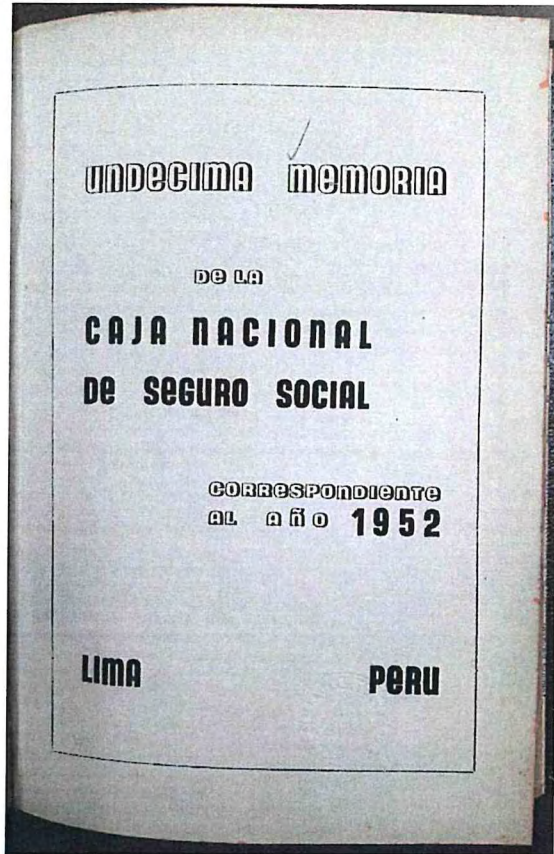 UNDECIMA MEMORIA
DE LA
CAJA NACIONAL
DE SEGURO SOCIAL
CORRESPONDIENTE
AL AÑO 1952
LIMA PERU